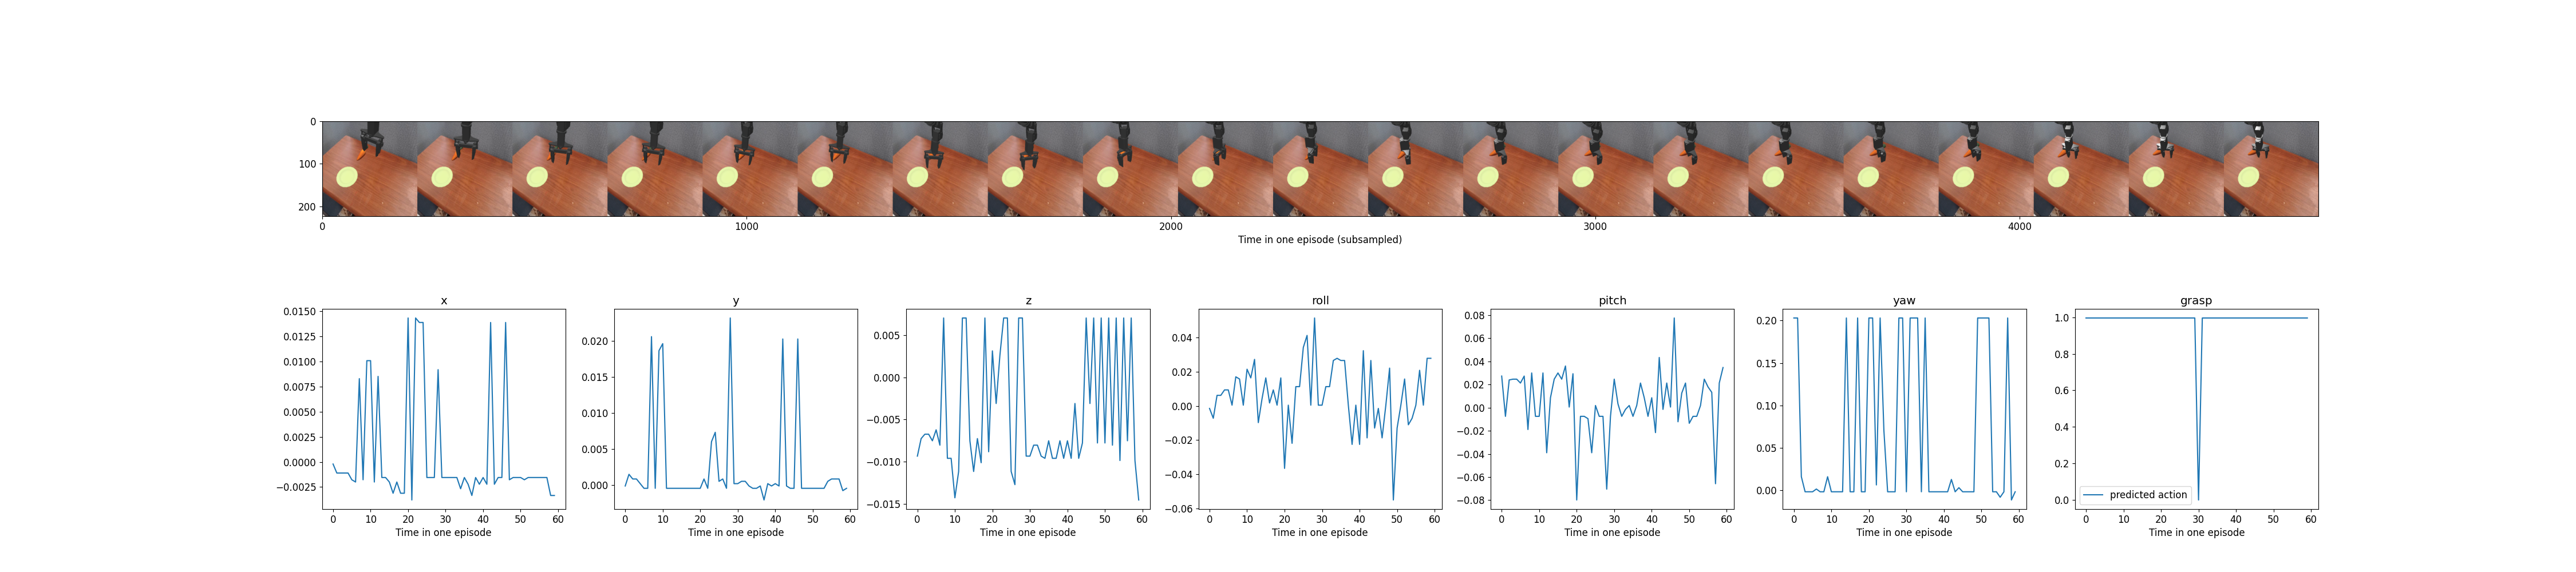 0
100
200
0 1000 2000 3000 4000
Time in one episode (subsampled)
x y z roll pitch yaw grasp
0.0150
0.0125
0.0100
0.0075
0.0050
0.0025
0.0000
−0.0025
0 10 20 30 40 50 60
Time in one episode
0.020
0.015
0.010
0.005
0.000
0 10 20 30 40 50 60
Time in one episode
0.005
0.000
−0.005
−0.010
−0.015
0 10 20 30 40 50 60
Time in one episode
0.04
0.02
0.00
−0.02
−0.04
−0.06
0 10 20 30 40 50 60
Time in one episode
0.08
0.06
0.04
0.02
0.00
−0.02
−0.04
−0.06
−0.08
0 10 20 30 40 50 60
Time in one episode
0.20
0.15
0.10
0.05
0.00
0 10 20 30 40 50 60
Time in one episode
1.0
0.8
0.6
0.4
0.2
0.0
predicted action
0 10 20 30 40 50 60
Time in one episode